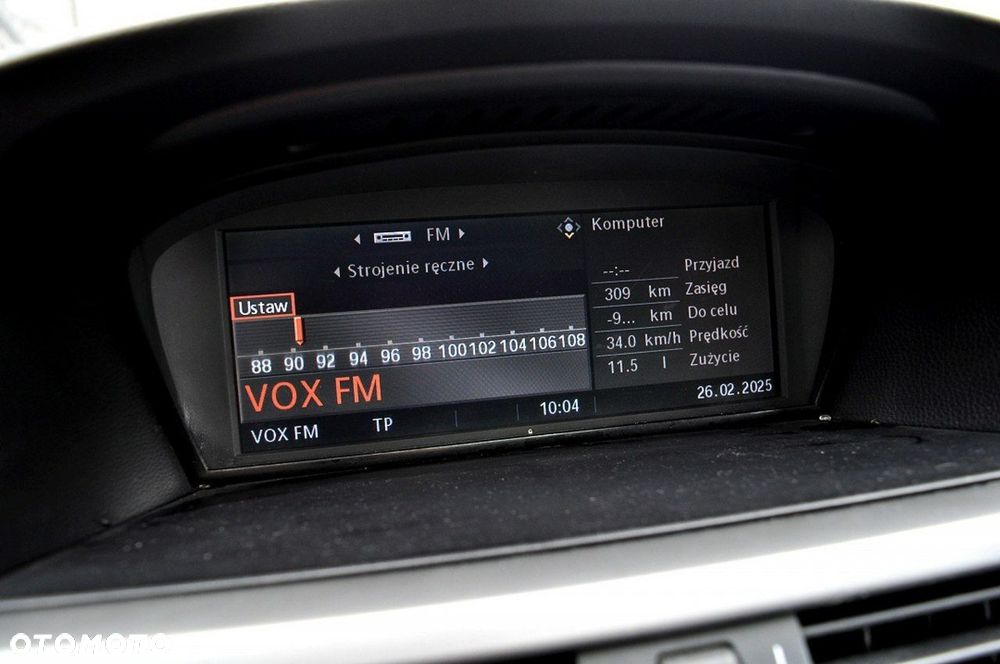 FM
Strojenie ręczne
Ustaw
88 90 92 94 96 98 100 102 104 106 108
VOX FM
VOX FM TP 10:04
Komputer
--:-- Przyjazd
309 km Zasięg
-9... km Do celu
34.0 km/h Prędkość
11.5 l Zużycie
26.02.2025
OTOMOTO